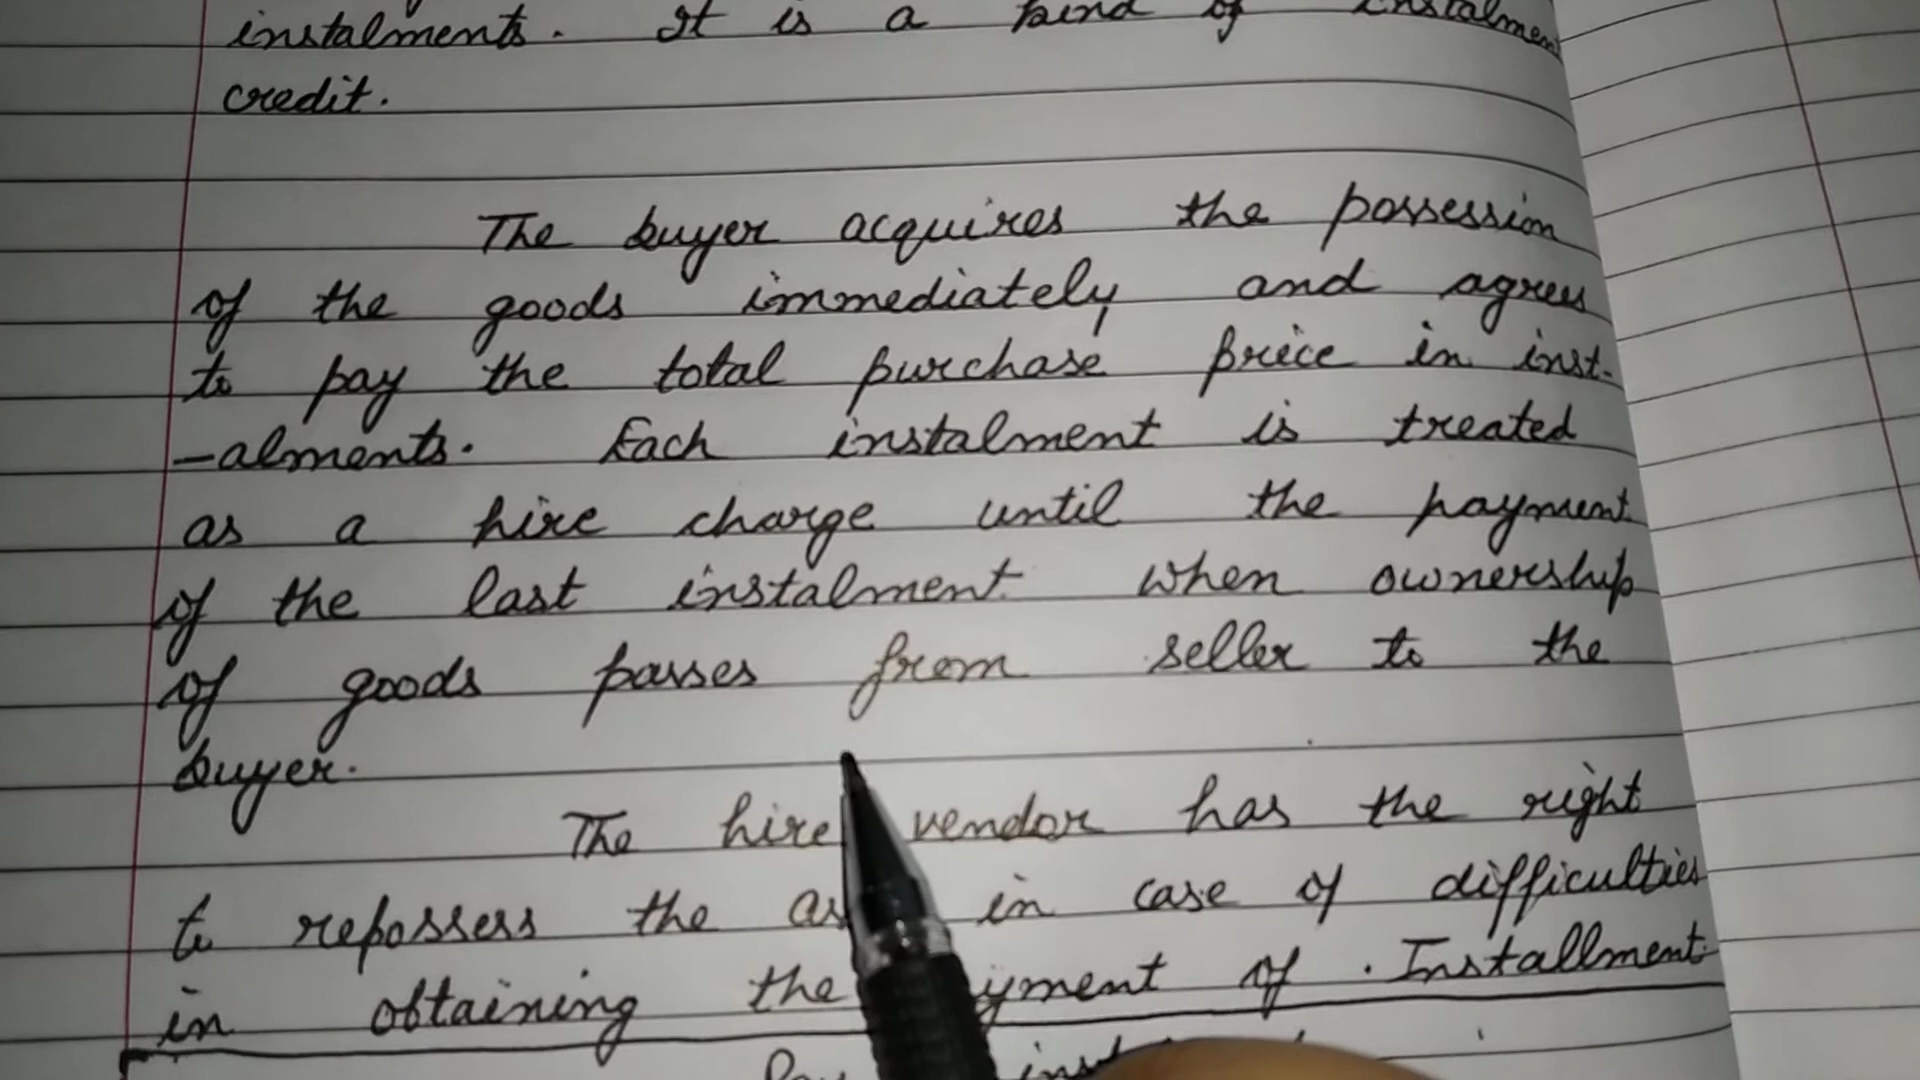 instalments. It is a kind of instalment
credit.
The buyer acquires the possession
of the goods immediately and agrees
to pay the total purchase price in inst-
-alments. Each instalment is treated
as a hire charge until the payment
of the last instalment when ownership
of goods passes from seller to the
buyer.
The hire vendor has the right
to repossess the in case of difficulties
in obtaining the of Installment